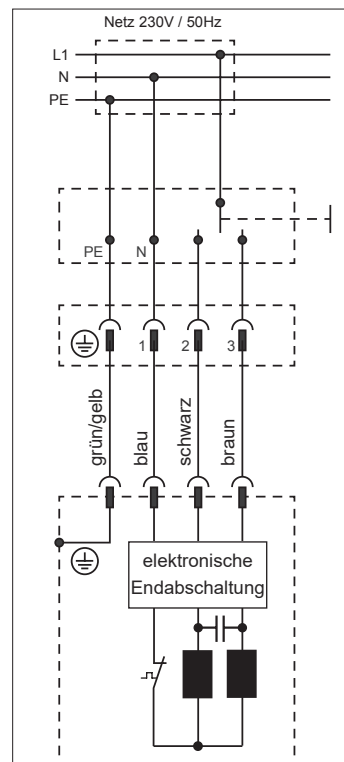 Netz 230V / 50Hz
L1
N
PE
PE N
1 2 3
grün/gelb
blau
schwarz
braun
elektronische
Endabschaltung